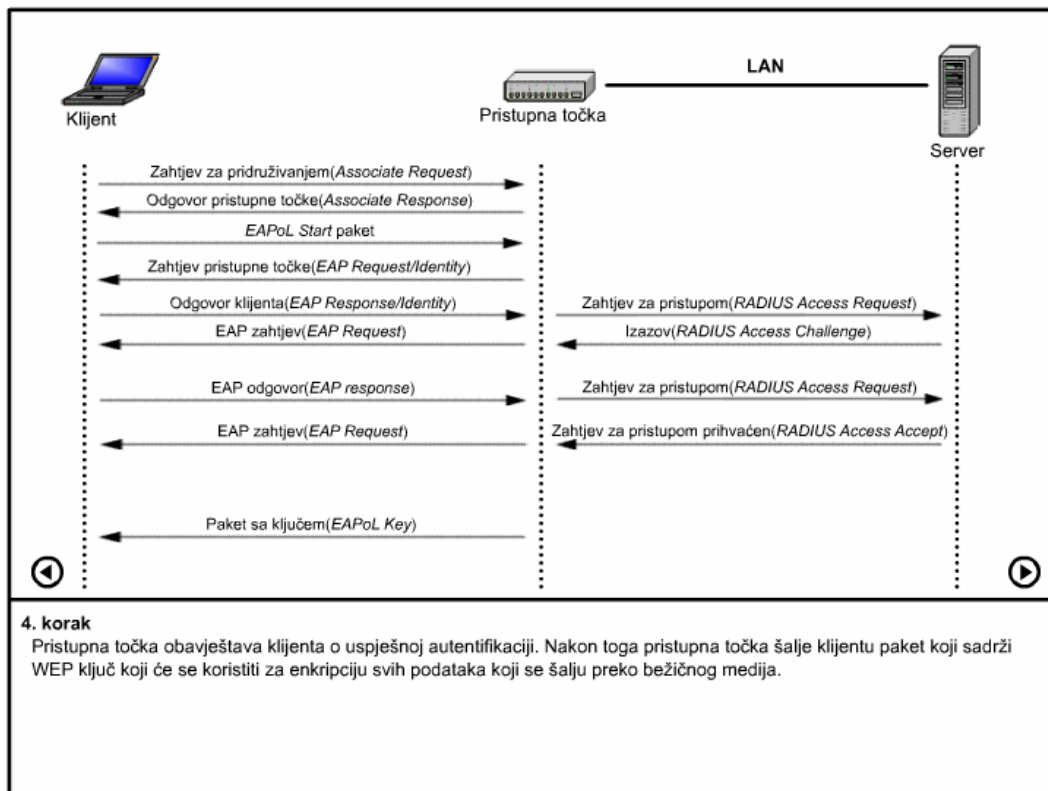 LAN
Klijent
Pristupna točka
Server
Zahtjev za pridruživanjem(Associate Request)
Odgovor pristupne točke(Associate Response)
EAPoL Start paket
Zahtjev pristupne točke(EAP Request/Identity)
Odgovor klijenta(EAP Response/Identity)
Zahtjev za pristupom(RADIUS Access Request)
EAP zahtjev(EAP Request)
Izazov(RADIUS Access Challenge)
EAP odgovor(EAP response)
Zahtjev za pristupom(RADIUS Access Request)
EAP zahtjev(EAP Request)
Zahtjev za pristupom prihvaćen(RADIUS Access Accept)
Paket sa ključem(EAPoL Key)
4. korak
Pristupna točka obavještava klijenta o uspješnoj autentifikaciji. Nakon toga pristupna točka šalje klijentu paket koji sadrži
WEP ključ koji će se koristiti za enkripciju svih podataka koji se šalju preko bežičnog medija.